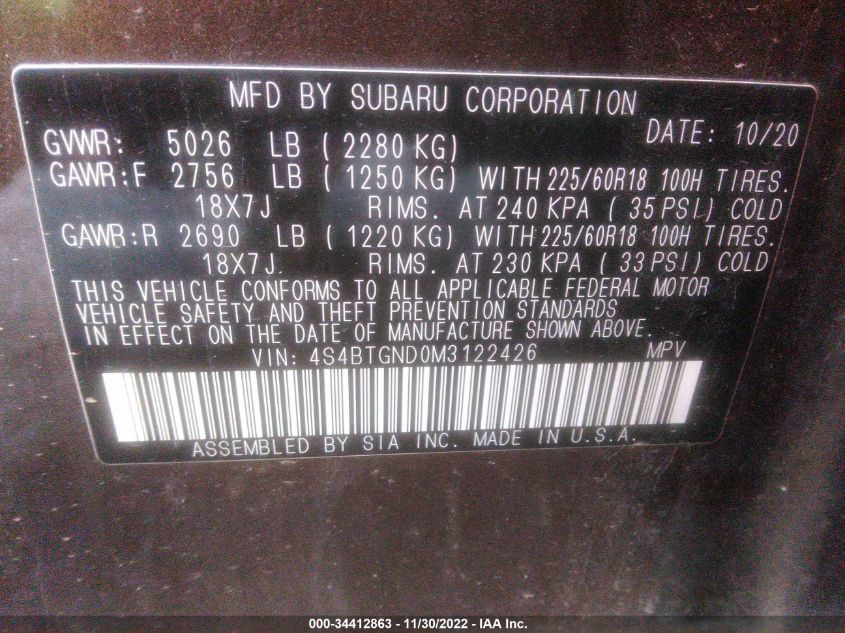 MFD BY SUBARU CORPORATION
GVWR: 5026 LB ( 2280 KG) DATE: 10/20
GAWR:F 2756 LB ( 1250 KG) WITH 225/60R18 100H TIRES.
18X7J RIMS. AT 240 KPA ( 35 PSI) COLD
GAWR:R 2690 LB ( 1220 KG) WITH 225/60R18 100H TIRES.
18X7J. RIMS. AT 230 KPA ( 33 PSI) COLD
THIS VEHICLE CONFORMS TO ALL APPLICABLE FEDERAL MOTOR
VEHICLE SAFETY AND THEFT PREVENTION STANDARDS
IN EFFECT ON THE DATE OF MANUFACTURE SHOWN ABOVE.
VIN: 4S4BTGND0M3122426 MPV
ASSEMBLED BY SIA INC. MADE IN U.S.A.
000-34412863 - 11/30/2022 - IAA Inc.